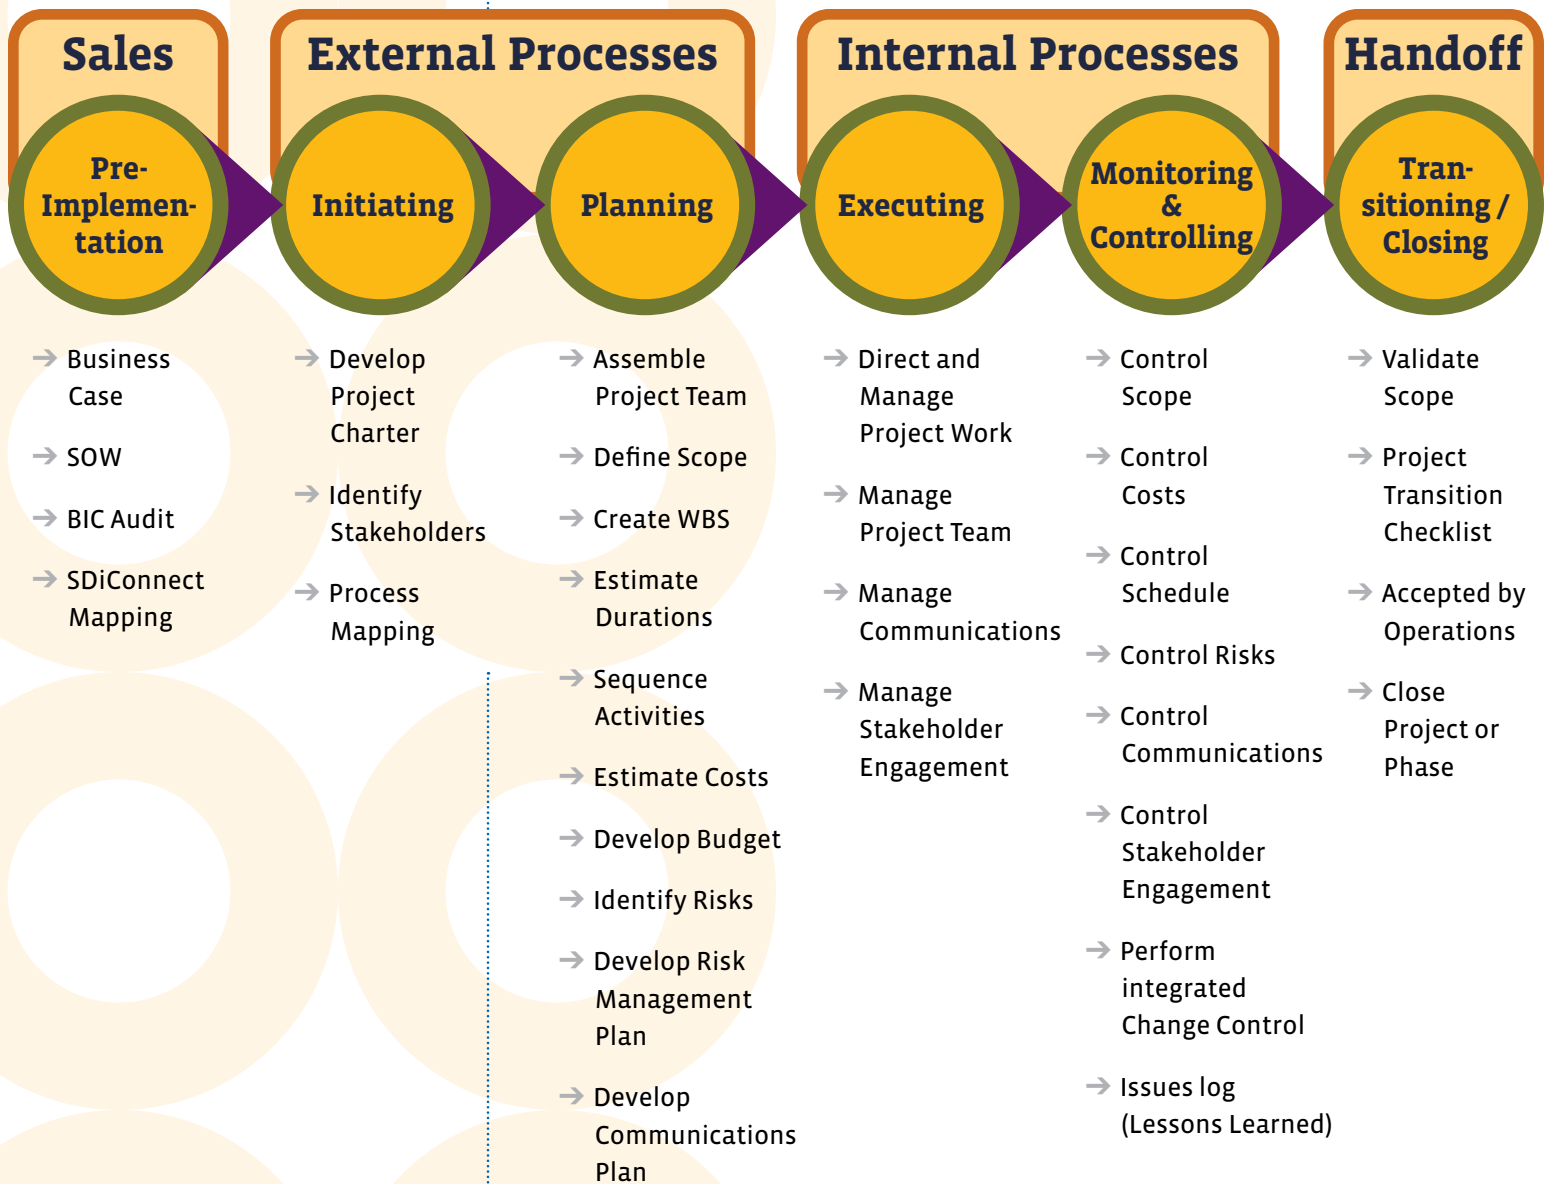 Sales
External Processes
Internal Processes
Handoff
Pre-
Implemen-
tation
Initiating
Planning
Executing
Monitoring
&
Controlling
Tran-
sitioning /
Closing
→ Business
Case
→ SOW
→ BIC Audit
→ SDiConnect
Mapping
→ Develop
Project
Charter
→ Identify
Stakeholders
→ Process
Mapping
→ Assemble
Project Team
→ Define Scope
→ Create WBS
→ Estimate
Durations
→ Sequence
Activities
→ Estimate Costs
→ Develop Budget
→ Identify Risks
→ Develop Risk
Management
Plan
→ Develop
Communications
Plan
→ Direct and
Manage
Project Work
→ Manage
Project Team
→ Manage
Communications
→ Manage
Stakeholder
Engagement
→ Control
Scope
→ Control
Costs
→ Control
Schedule
→ Control Risks
→ Control
Communications
→ Control
Stakeholder
Engagement
→ Perform
integrated
Change Control
→ Issues log
(Lessons Learned)
→ Validate
Scope
→ Project
Transition
Checklist
→ Accepted by
Operations
→ Close
Project or
Phase